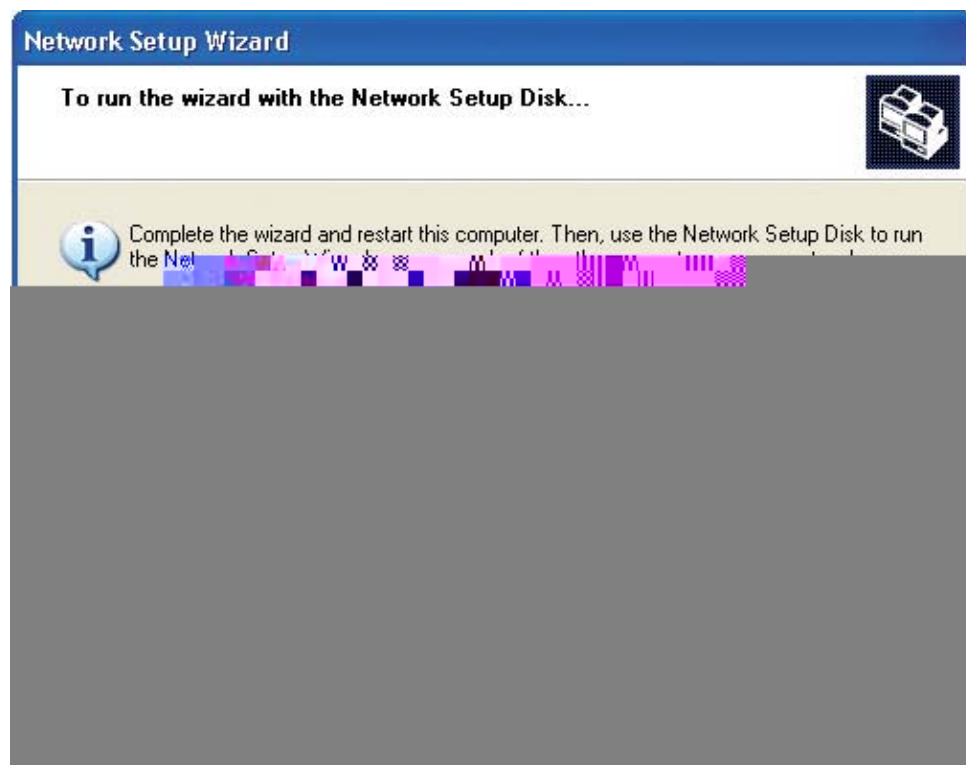 Network Setup Wizard
To run the wizard with the Network Setup Disk...
Complete the wizard and restart this computer. Then, use the Network Setup Disk to run
the